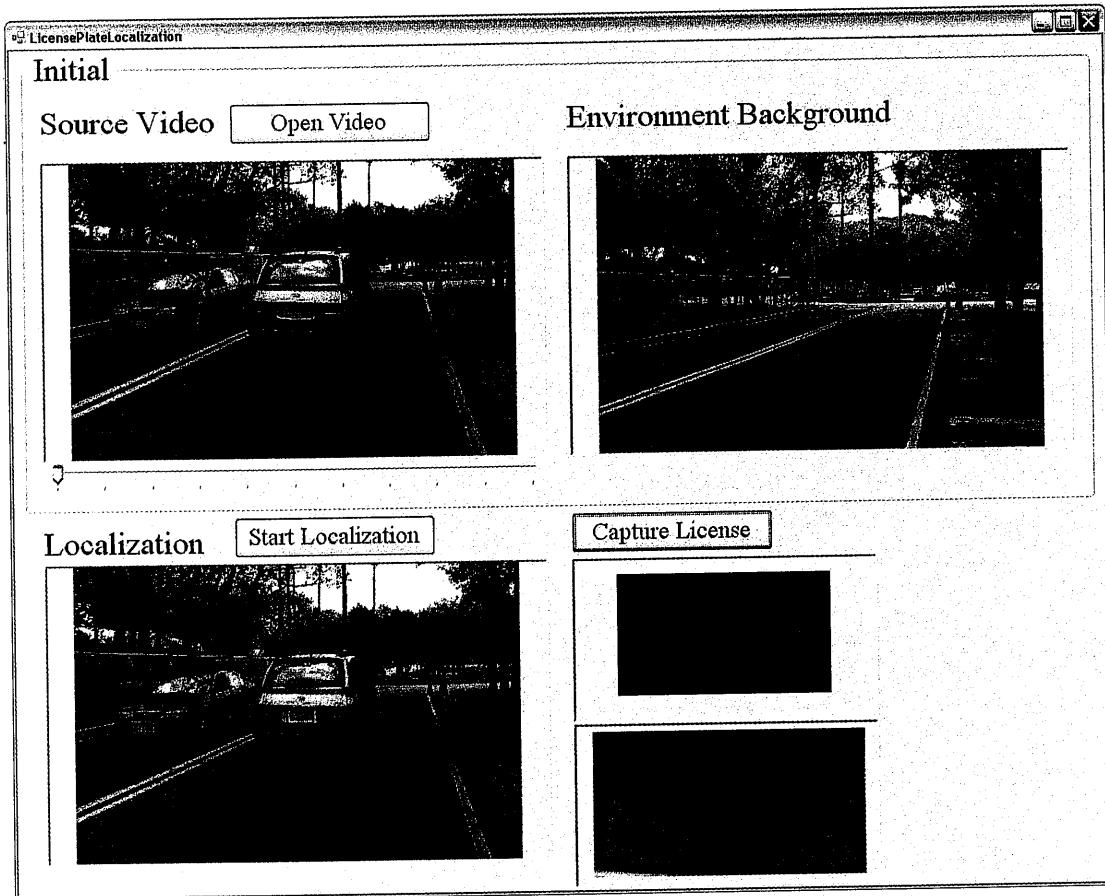 LicensePlateLocalization
Initial
Source Video
Open Video
Environment Background
Localization
Start Localization
Capture License